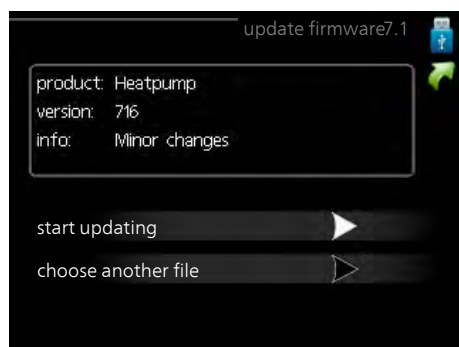 update firmware7.1
product: Heatpump
version: 716
info: Minor changes
start updating
choose another file